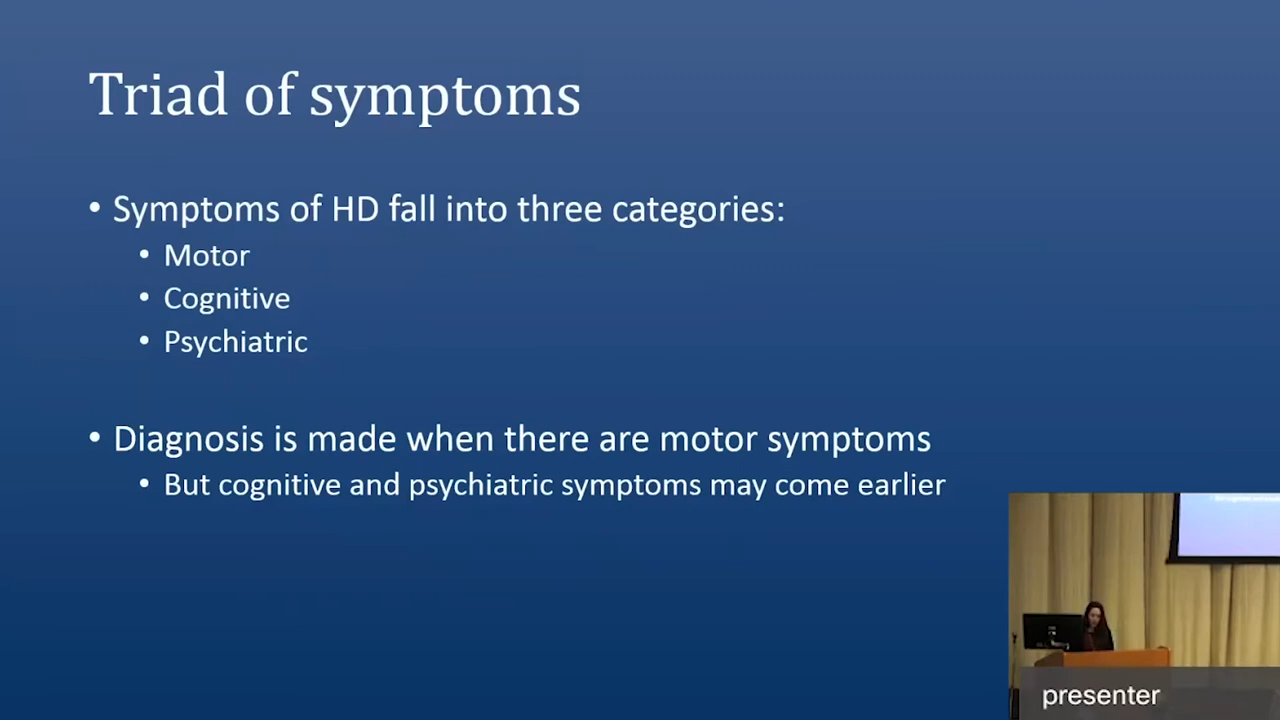 Triad of symptoms
• Symptoms of HD fall into three categories:
• Motor
• Cognitive
• Psychiatric
• Diagnosis is made when there are motor symptoms
• But cognitive and psychiatric symptoms may come earlier
presenter